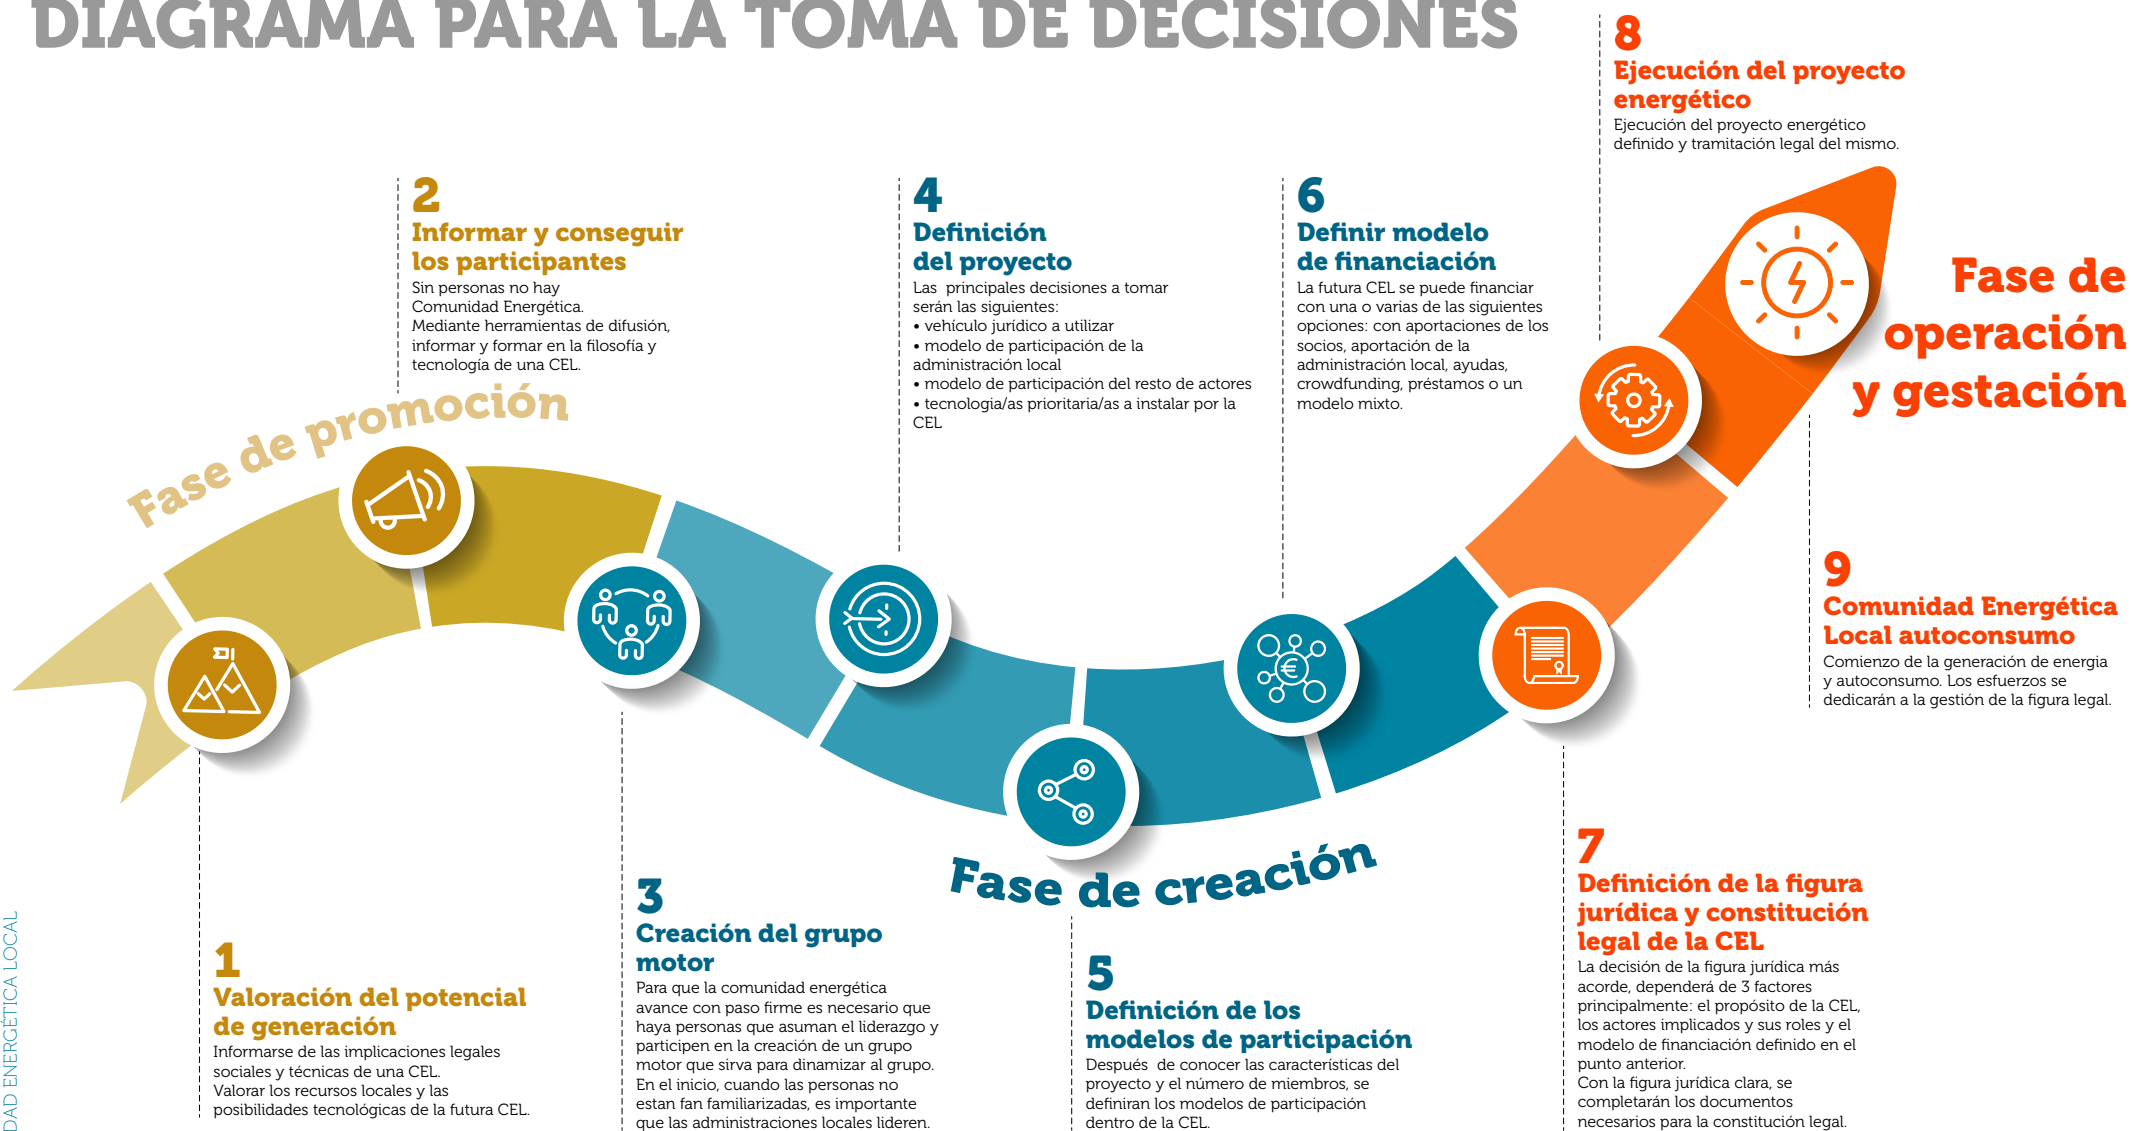 DIAGRAMA PARA LA TOMA DE DECISIONES
Fase de promoción
1
Valoración del potencial
de generación
Informarse de las implicaciones legales
sociales y técnicas de una CEL.
Valorar los recursos locales y las
posibilidades tecnológicas de la futura CEL.
2
Informar y conseguir
los participantes
Sin personas no hay
Comunidad Energética.
Mediante herramientas de difusión,
informar y formar en la filosofía y
tecnología de una CEL.
Fase de creación
3
Creación del grupo
motor
Para que la comunidad energética
avance con paso firme es necesario que
haya personas que asuman el liderazgo y
participen en la creación de un grupo
motor que sirva para dinamizar al grupo.
En el inicio, cuando las personas no
estan fan familiarizadas, es importante
que las administraciones locales lideren.
4
Definición
del proyecto
Las principales decisiones a tomar
serán las siguientes:
• vehículo jurídico a utilizar
• modelo de participación de la
administración local
• modelo de participación del resto de actores
• tecnologia/as prioritaria/as a instalar por la
CEL
5
Definición de los
modelos de participación
Después de conocer las características del
proyecto y el número de miembros, se
definiran los modelos de participación
dentro de la CEL.
6
Definir modelo
de financiación
La futura CEL se puede financiar
con una o varias de las siguientes
opciones: con aportaciones de los
socios, aportación de la
administración local, ayudas,
crowdfunding, préstamos o un
modelo mixto.
€
Fase de
operación
y gestación
7
Definición de la figura
jurídica y constitución
legal de la CEL
La decisión de la figura jurídica más
acorde, dependerá de 3 factores
principalmente: el propósito de la CEL,
los actores implicados y sus roles y el
modelo de financiación definido en el
punto anterior.
Con la figura jurídica clara, se
completarán los documentos
necesarios para la constitución legal.
8
Ejecución del proyecto
energético
Ejecución del proyecto energético
definido y tramitación legal del mismo.
9
Comunidad Energética
Local autoconsumo
Comienzo de la generación de energia
y autoconsumo. Los esfuerzos se
dedicarán a la gestión de la figura legal.
DAD ENERGÉTICA LOCAL